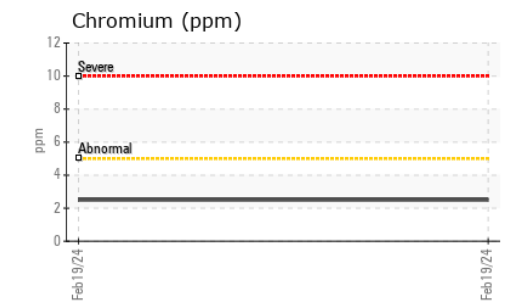 Chromium (ppm)
12
Severe
10
8
ppm
6
Abnormal
4
2
0
Feb19/24
Feb19/24